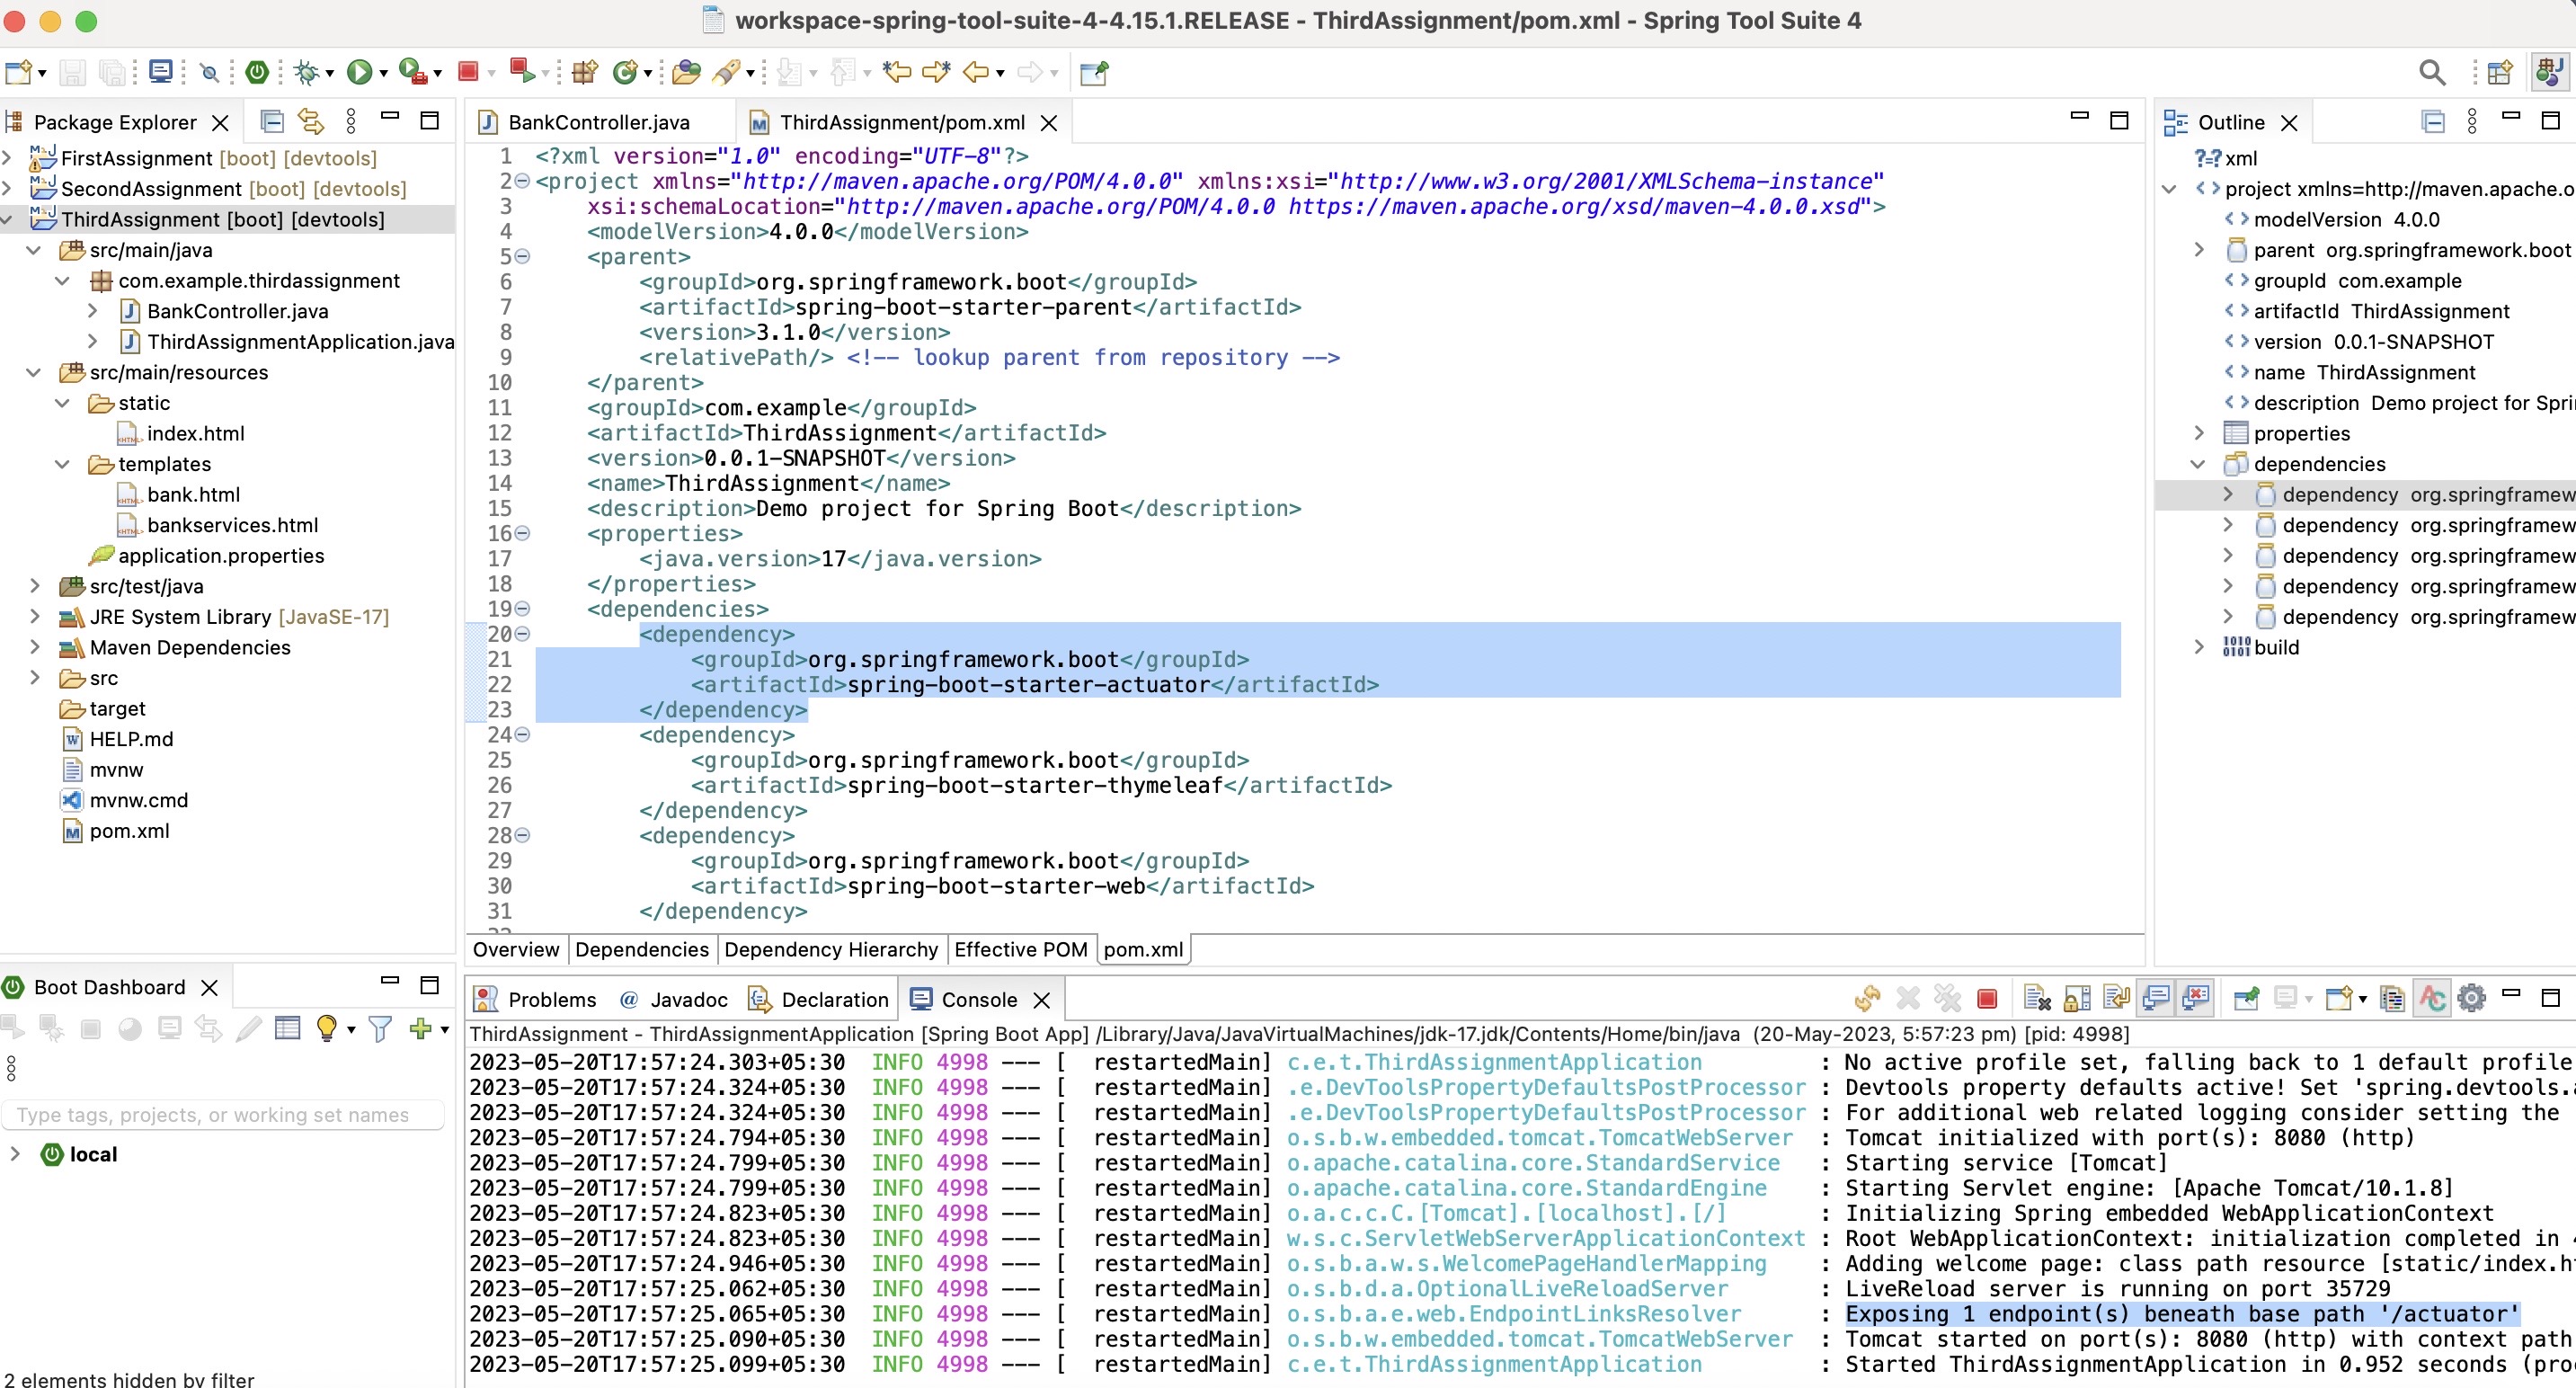 workspace-spring-tool-suite-4-4.15.1.RELEASE - ThirdAssignment/pom.xml - Spring Tool Suite 4
Package Explorer
FirstAssignment [boot] [devtools]
SecondAssignment [boot] [devtools]
ThirdAssignment [boot] [devtools]
src/main/java
com.example.thirdassignment
BankController.java
ThirdAssignmentApplication.java
src/main/resources
static
index.html
templates
bank.html
bankservices.html
application.properties
src/test/java
JRE System Library [JavaSE-17]
Maven Dependencies
src
target
HELP.md
mvnw
mvnw.cmd
pom.xml
BankController.java
ThirdAssignment/pom.xml
1 <?xml version="1.0" encoding="UTF-8"?>
2 <project xmlns="http://maven.apache.org/POM/4.0.0" xmlns:xsi="http://www.w3.org/2001/XMLSchema-instance"
3 xsi:schemaLocation="http://maven.apache.org/POM/4.0.0 https://maven.apache.org/xsd/maven-4.0.0.xsd">
4 <modelVersion>4.0.0</modelVersion>
5 <parent>
6 <groupId>org.springframework.boot</groupId>
7 <artifactId>spring-boot-starter-parent</artifactId>
8 <version>3.1.0</version>
9 <relativePath/> <!-- lookup parent from repository -->
10 </parent>
11 <groupId>com.example</groupId>
12 <artifactId>ThirdAssignment</artifactId>
13 <version>0.0.1-SNAPSHOT</version>
14 <name>ThirdAssignment</name>
15 <description>Demo project for Spring Boot</description>
16 <properties>
17 <java.version>17</java.version>
18 </properties>
19 <dependencies>
20 <dependency>
21 <groupId>org.springframework.boot</groupId>
22 <artifactId>spring-boot-starter-actuator</artifactId>
23 </dependency>
24 <dependency>
25 <groupId>org.springframework.boot</groupId>
26 <artifactId>spring-boot-starter-thymeleaf</artifactId>
27 </dependency>
28 <dependency>
29 <groupId>org.springframework.boot</groupId>
30 <artifactId>spring-boot-starter-web</artifactId>
31 </dependency>
Overview Dependencies Dependency Hierarchy Effective POM pom.xml
Outline
xml
project xmlns=http://maven.apache.o
modelVersion 4.0.0
parent org.springframework.boot
groupId com.example
artifactId ThirdAssignment
version 0.0.1-SNAPSHOT
name ThirdAssignment
description Demo project for Spri
properties
dependencies
dependency org.springframew
dependency org.springframew
dependency org.springframew
dependency org.springframew
dependency org.springframew
build
Boot Dashboard
Type tags, projects, or working set names
local
2 elements hidden by filter
Problems @ Javadoc Declaration Console
ThirdAssignment - ThirdAssignmentApplication [Spring Boot App] /Library/Java/JavaVirtualMachines/jdk-17.jdk/Contents/Home/bin/java (20-May-2023, 5:57:23 pm) [pid: 4998]
2023-05-20T17:57:24.303+05:30 INFO 4998 --- [ restartedMain] c.e.t.ThirdAssignmentApplication : No active profile set, falling back to 1 default profile
2023-05-20T17:57:24.324+05:30 INFO 4998 --- [ restartedMain] .e.DevToolsPropertyDefaultsPostProcessor : Devtools property defaults active! Set 'spring.devtools.a
2023-05-20T17:57:24.324+05:30 INFO 4998 --- [ restartedMain] .e.DevToolsPropertyDefaultsPostProcessor : For additional web related logging consider setting the
2023-05-20T17:57:24.794+05:30 INFO 4998 --- [ restartedMain] o.s.b.w.embedded.tomcat.TomcatWebServer : Tomcat initialized with port(s): 8080 (http)
2023-05-20T17:57:24.799+05:30 INFO 4998 --- [ restartedMain] o.apache.catalina.core.StandardService : Starting service [Tomcat]
2023-05-20T17:57:24.799+05:30 INFO 4998 --- [ restartedMain] o.apache.catalina.core.StandardEngine : Starting Servlet engine: [Apache Tomcat/10.1.8]
2023-05-20T17:57:24.823+05:30 INFO 4998 --- [ restartedMain] o.a.c.c.C.[Tomcat].[localhost].[/] : Initializing Spring embedded WebApplicationContext
2023-05-20T17:57:24.823+05:30 INFO 4998 --- [ restartedMain] w.s.c.ServletWebServerApplicationContext : Root WebApplicationContext: initialization completed in
2023-05-20T17:57:24.946+05:30 INFO 4998 --- [ restartedMain] o.s.b.a.w.s.WelcomePageHandlerMapping : Adding welcome page: class path resource [static/index.ht
2023-05-20T17:57:25.062+05:30 INFO 4998 --- [ restartedMain] o.s.b.d.a.OptionalLiveReloadServer : LiveReload server is running on port 35729
2023-05-20T17:57:25.065+05:30 INFO 4998 --- [ restartedMain] o.s.b.a.e.web.EndpointLinksResolver : Exposing 1 endpoint(s) beneath base path '/actuator'
2023-05-20T17:57:25.090+05:30 INFO 4998 --- [ restartedMain] o.s.b.w.embedded.tomcat.TomcatWebServer : Tomcat started on port(s): 8080 (http) with context path
2023-05-20T17:57:25.099+05:30 INFO 4998 --- [ restartedMain] c.e.t.ThirdAssignmentApplication : Started ThirdAssignmentApplication in 0.952 seconds (pro